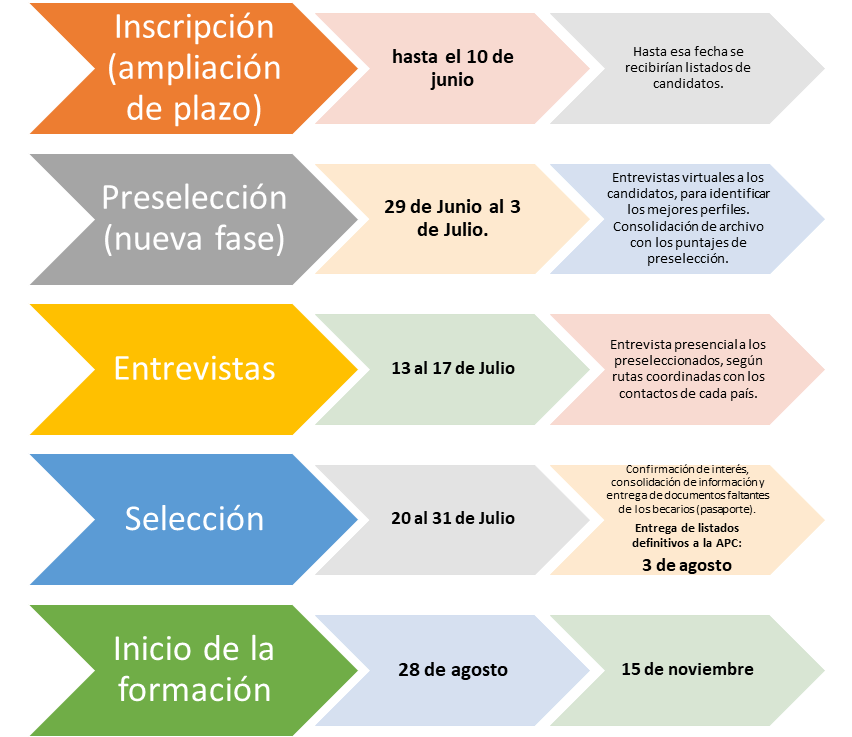 Inscripción
(ampliación
de plazo)
hasta el 10 de
junio
Hasta esa fecha se
recibirían listados de
candidatos.
Preselección
(nueva fase)
29 de Junio al 3
de Julio.
Entrevistas virtuales a los
candidatos, para identificar
los mejores perfiles.
Consolidación de archivo
con los puntajes de
preselección.
Entrevistas
13 al 17 de Julio
Entrevista presencial a los
preseleccionados, según
rutas coordinadas con los
contactos de cada país.
Selección
20 al 31 de Julio
Confirmación de interés,
consolidación de información y
entrega de documentos faltantes
de los becarios (pasaporte).
Entrega de listados
definitivos a la APC:
3 de agosto
Inicio de la
formación
28 de agosto
15 de noviembre